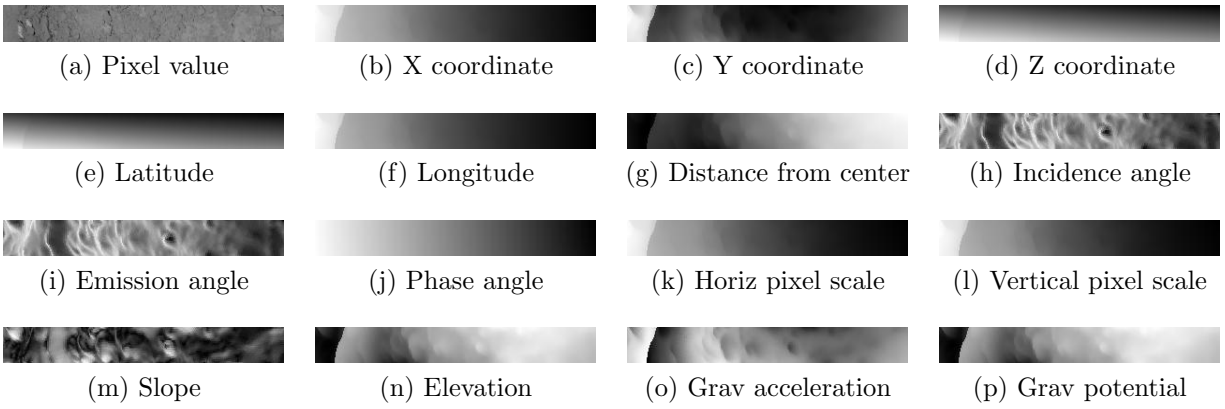 (a) Pixel value
(b) X coordinate
(c) Y coordinate
(d) Z coordinate
(e) Latitude
(f) Longitude
(g) Distance from center
(h) Incidence angle
(i) Emission angle
(j) Phase angle
(k) Horiz pixel scale
(l) Vertical pixel scale
(m) Slope
(n) Elevation
(o) Grav acceleration
(p) Grav potential